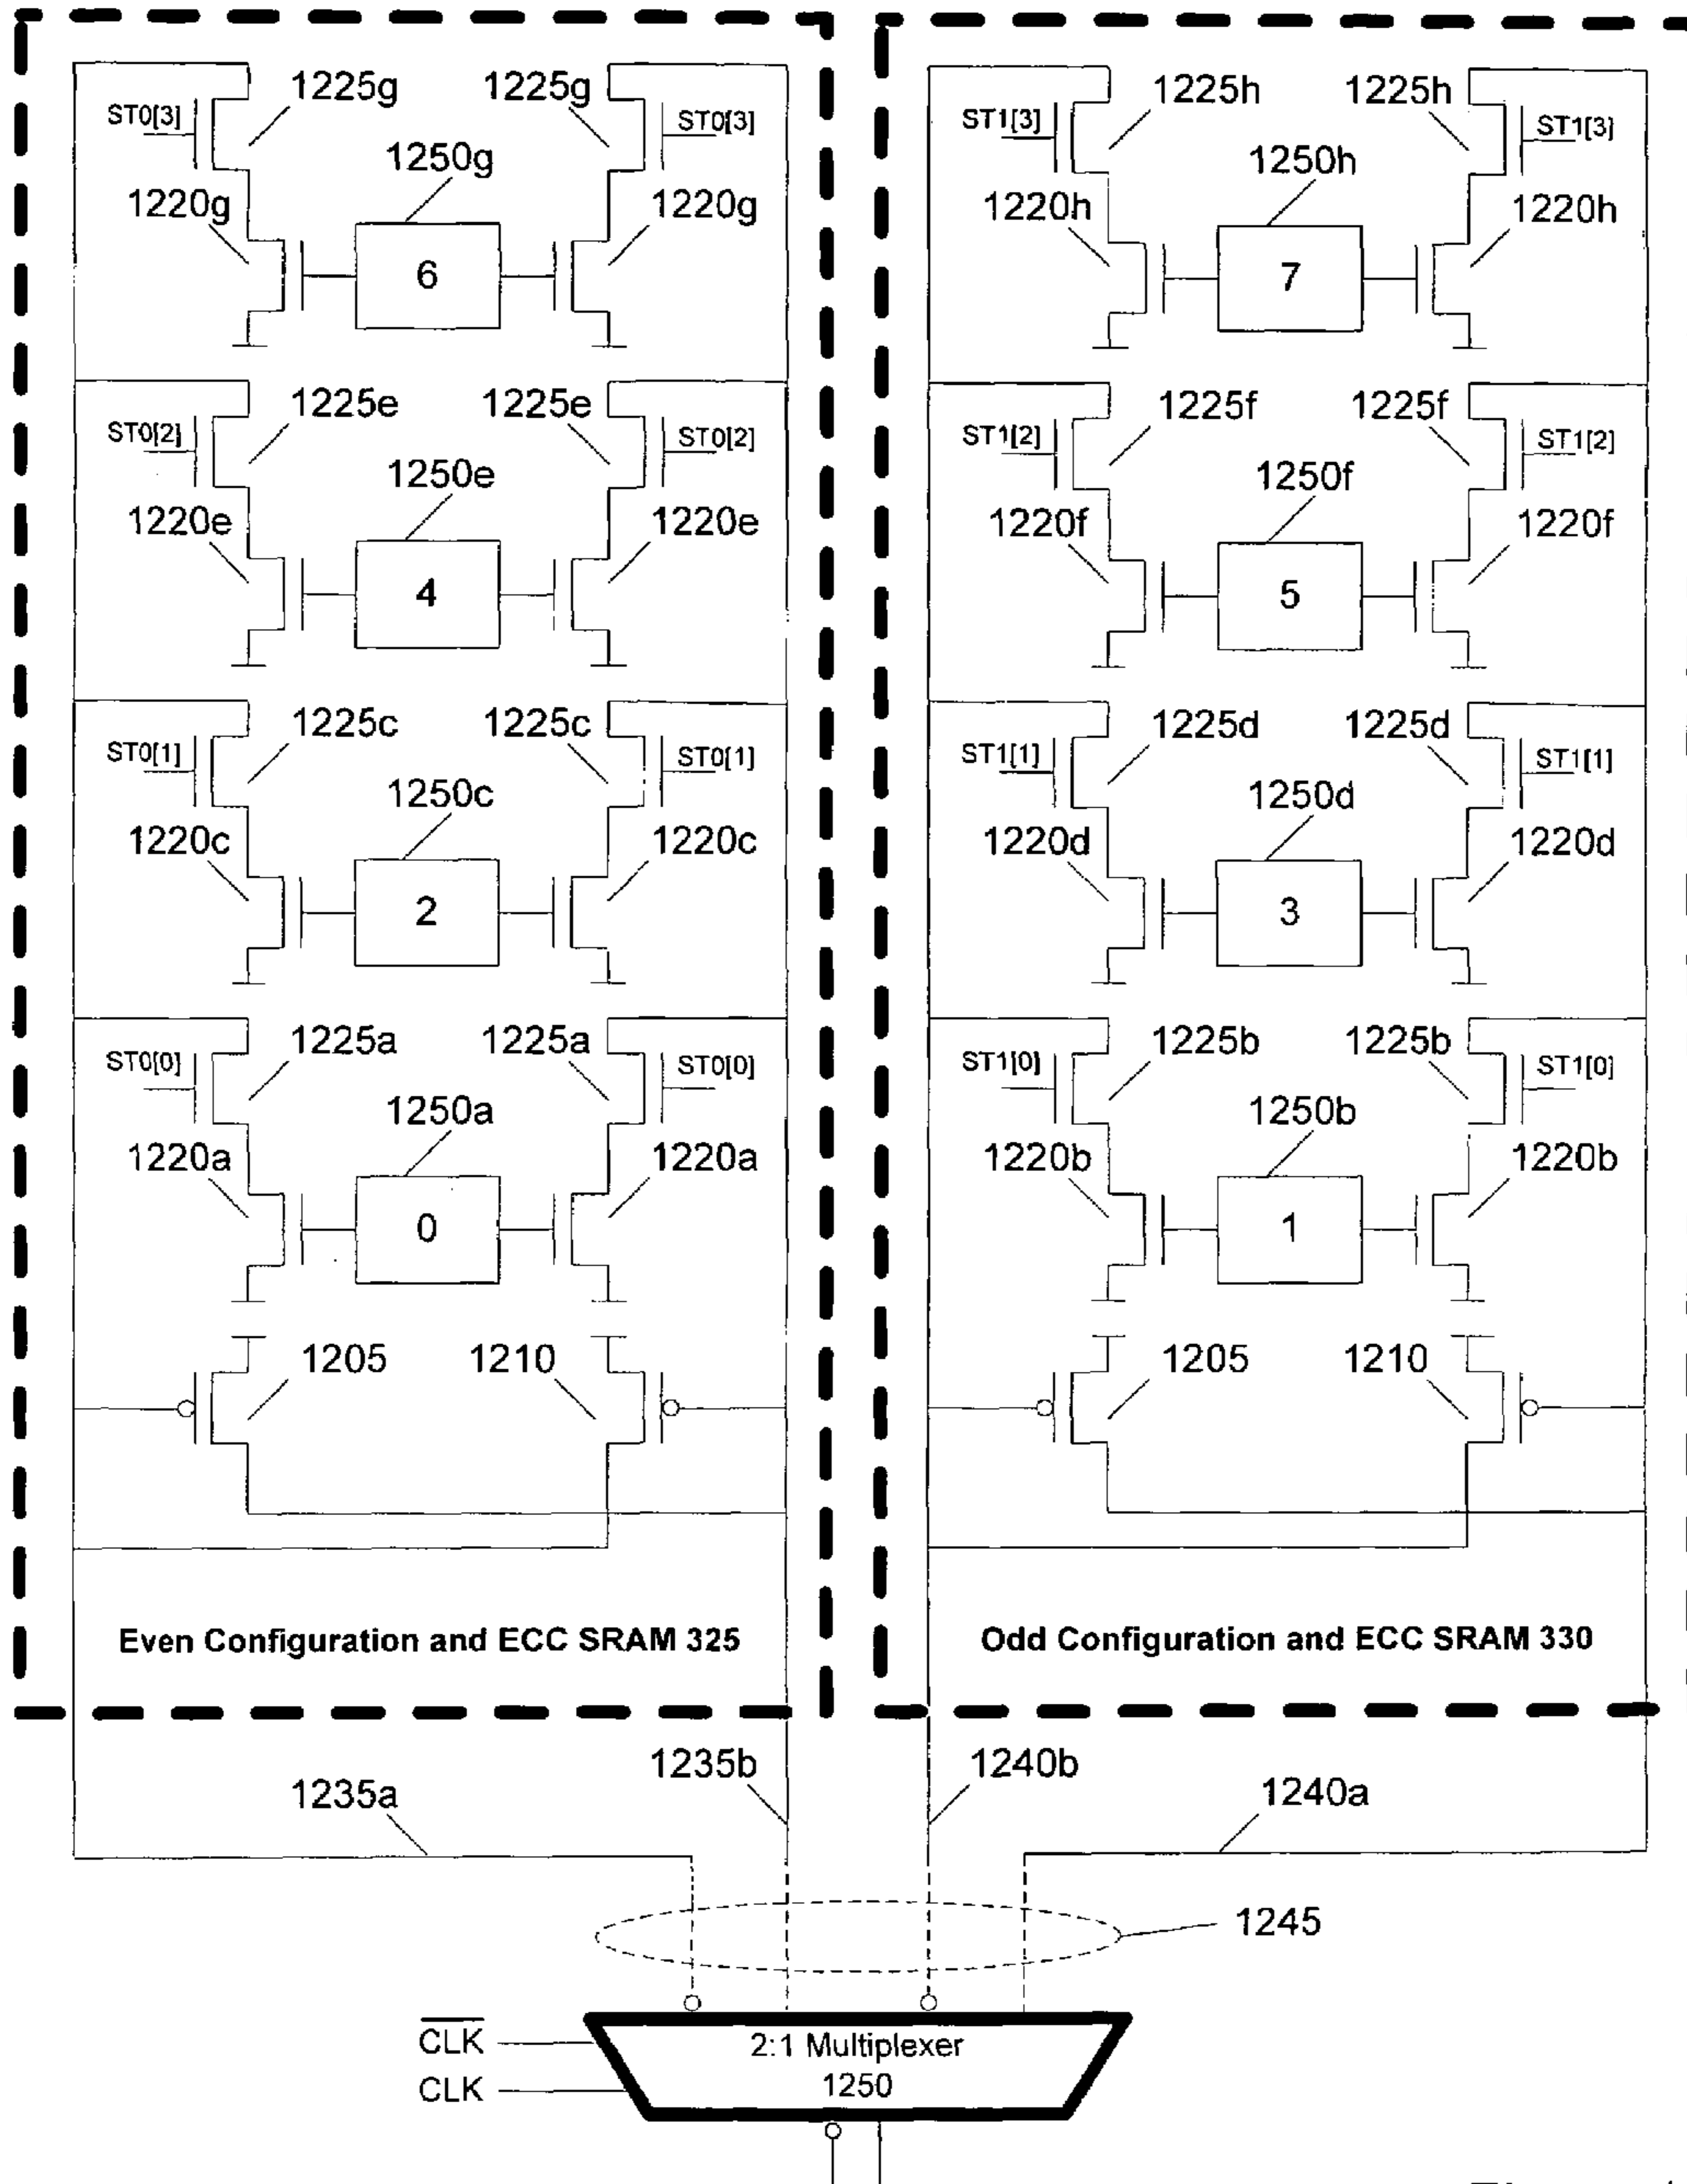 1225g 1225g 1225h 1225h
ST0[3] ST0[3] ST1[3] ST1[3]
1250g 1250h
1220g 1220g 1220h 1220h
6 7
1225e 1225e 1225f 1225f
ST0[2] ST0[2] ST1[2] ST1[2]
1250e 1250f
1220e 1220e 1220f 1220f
4 5
1225c 1225c 1225d 1225d
ST0[1] ST0[1] ST1[1] ST1[1]
1250c 1250d
1220c 1220c 1220d 1220d
2 3
1225a 1225a 1225b 1225b
ST0[0] ST0[0] ST1[0] ST1[0]
1250a 1250b
1220a 1220a 1220b 1220b
0 1
1205 1210 1205 1210
Even Configuration and ECC SRAM 325
Odd Configuration and ECC SRAM 330
1235b 1240b
1235a 1240a
1245
CLK
2:1 Multiplexer
CLK
1250